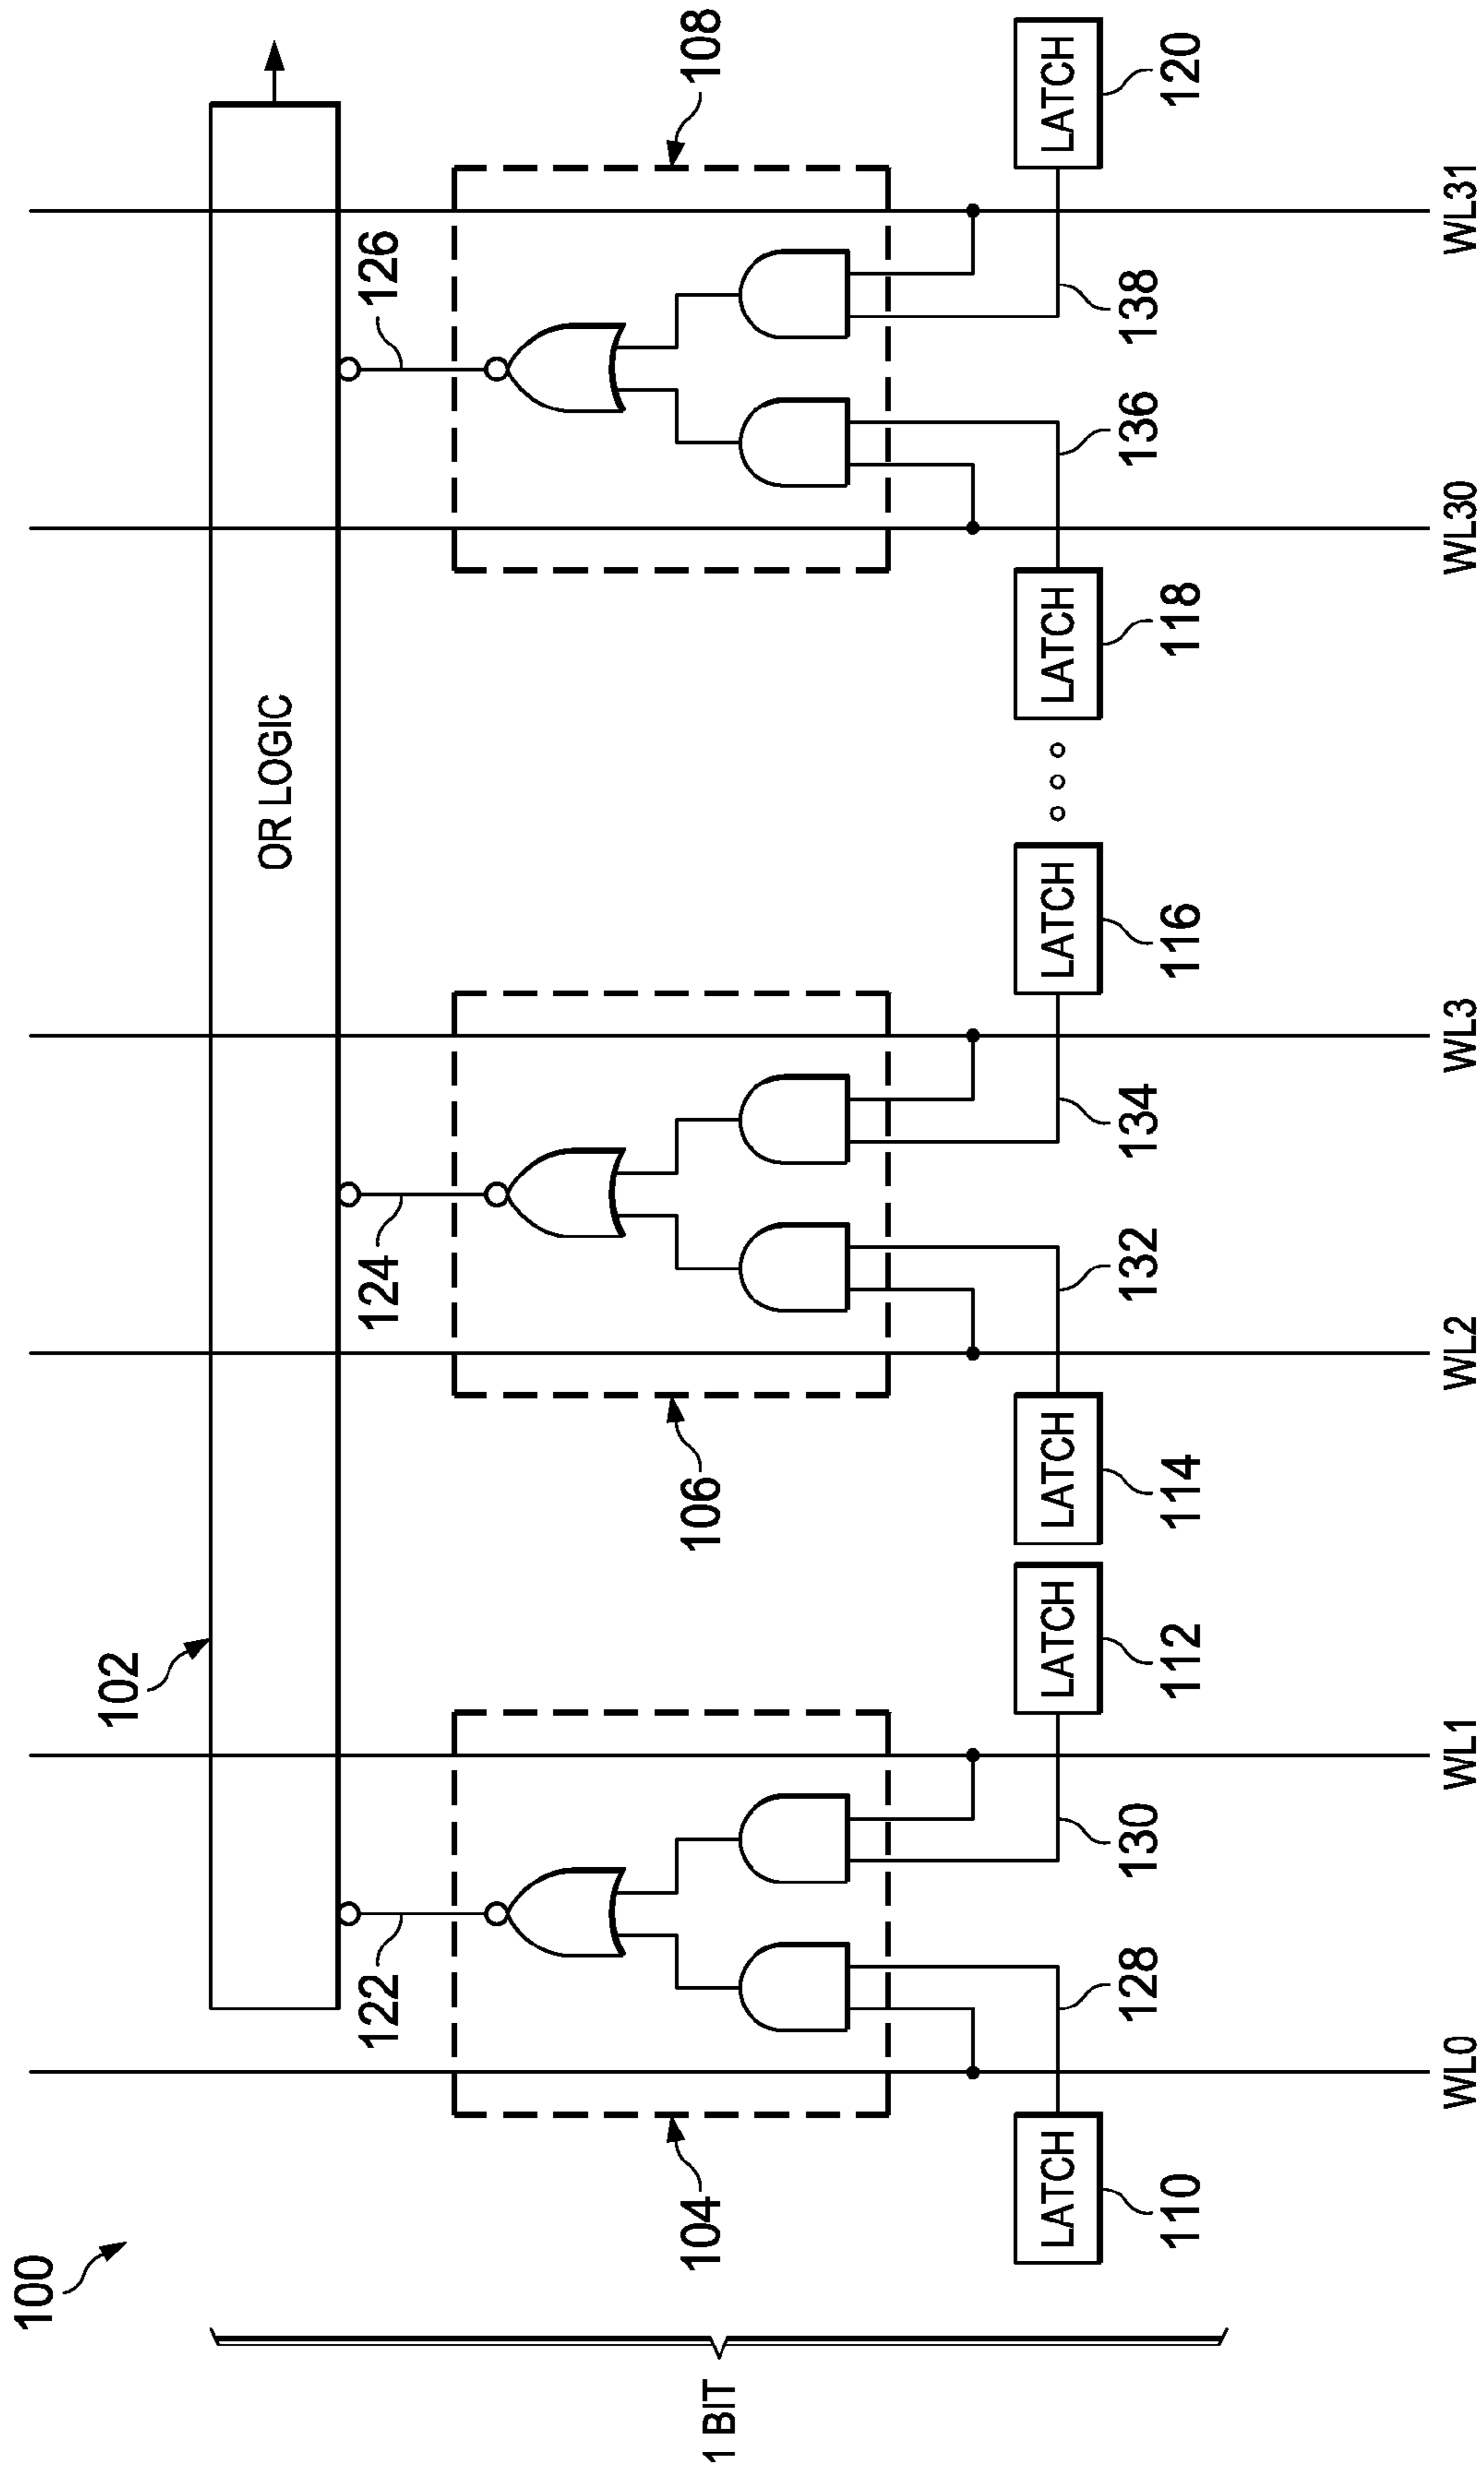 100
102
OR LOGIC
122
124
126
104
106
108
1 BIT
LATCH
LATCH
LATCH
LATCH
LATCH
LATCH
128
130
132
134
136
138
110
112
114
116
118
120
WL0
WL1
WL2
WL3
WL30
WL31